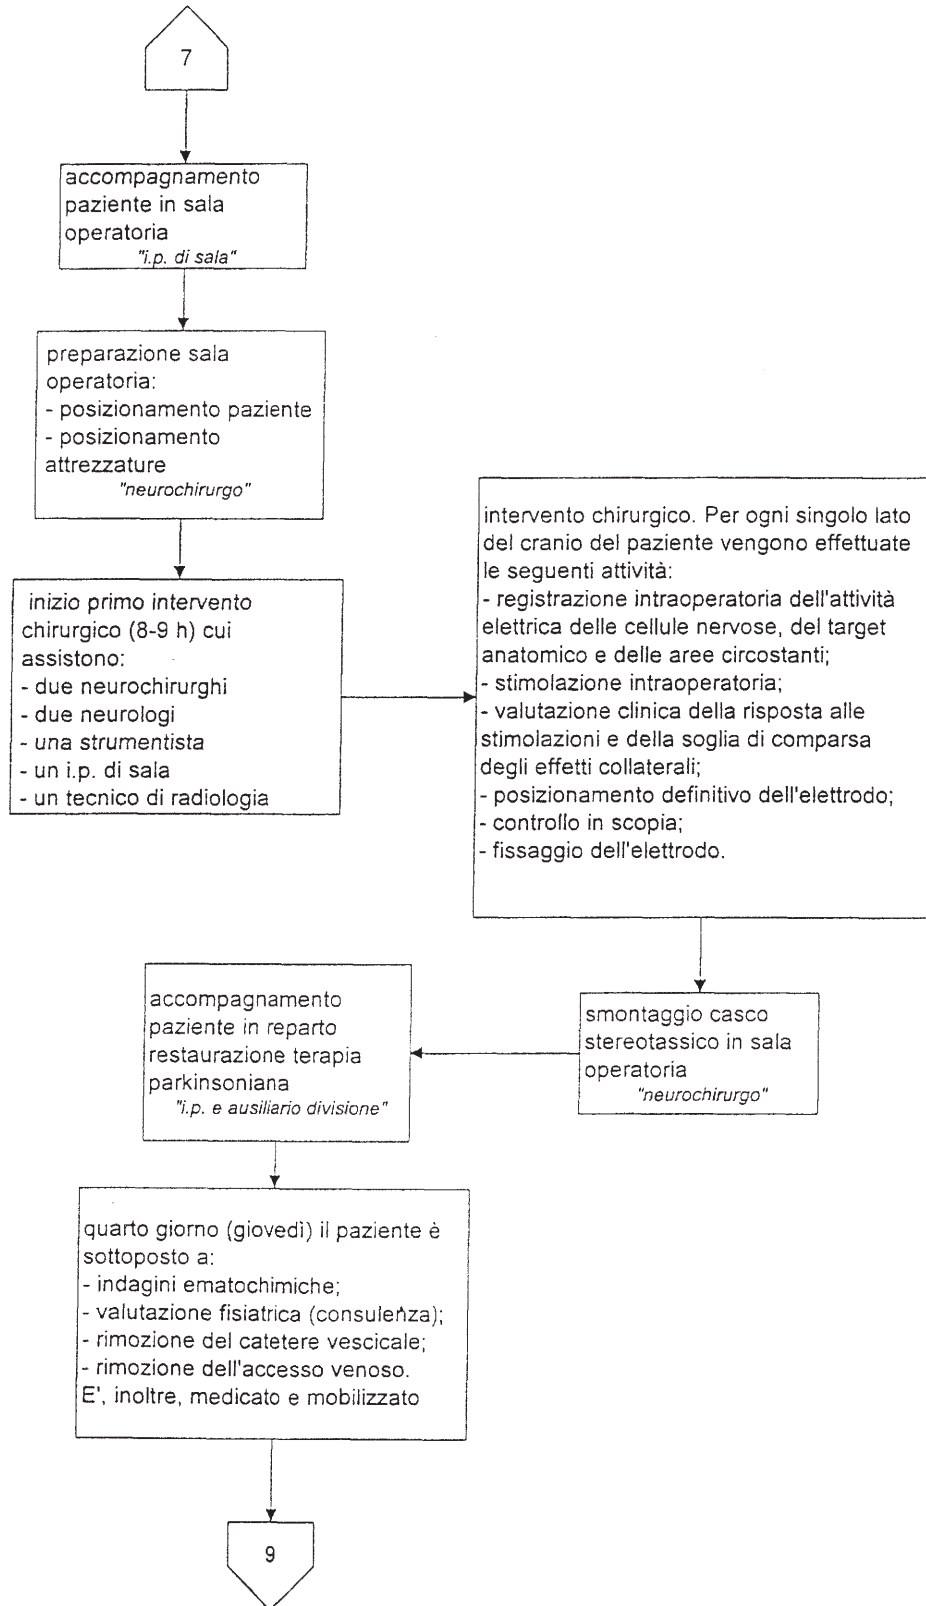 7
accompagnamento
paziente in sala
operatoria
"i.p. di sala"
preparazione sala
operatoria:
- posizionamento paziente
- posizionamento
attrezzature
"neurochirurgo"
inizio primo intervento
chirurgico (8-9 h) cui
assistono:
- due neurochirurghi
- due neurologi
- una strumentista
- un i.p. di sala
- un tecnico di radiologia
intervento chirurgico. Per ogni singolo lato
del cranio del paziente vengono effettuate
le seguenti attività:
- registrazione intraoperatoria dell'attività
elettrica delle cellule nervose, del target
anatomico e delle aree circostanti;
- stimolazione intraoperatoria;
- valutazione clinica della risposta alle
stimolazioni e della soglia di comparsa
degli effetti collaterali;
- posizionamento definitivo dell'elettrodo;
- controllo in scopia;
- fissaggio dell'elettrodo.
smontaggio casco
stereotassico in sala
operatoria
"neurochirurgo"
accompagnamento
paziente in reparto
restaurazione terapia
parkinsoniana
"i.p. e ausiliario divisione"
quarto giorno (giovedì) il paziente è
sottoposto a:
- indagini ematochimiche;
- valutazione fisiatrica (consulenza);
- rimozione del catetere vescicale;
- rimozione dell'accesso venoso.
E', inoltre, medicato e mobilizzato
9